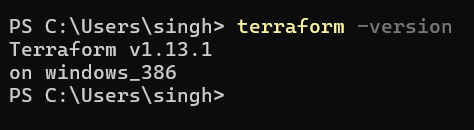 PS C:\Users\singh> terraform -version
Terraform v1.13.1
on windows_386
PS C:\Users\singh>